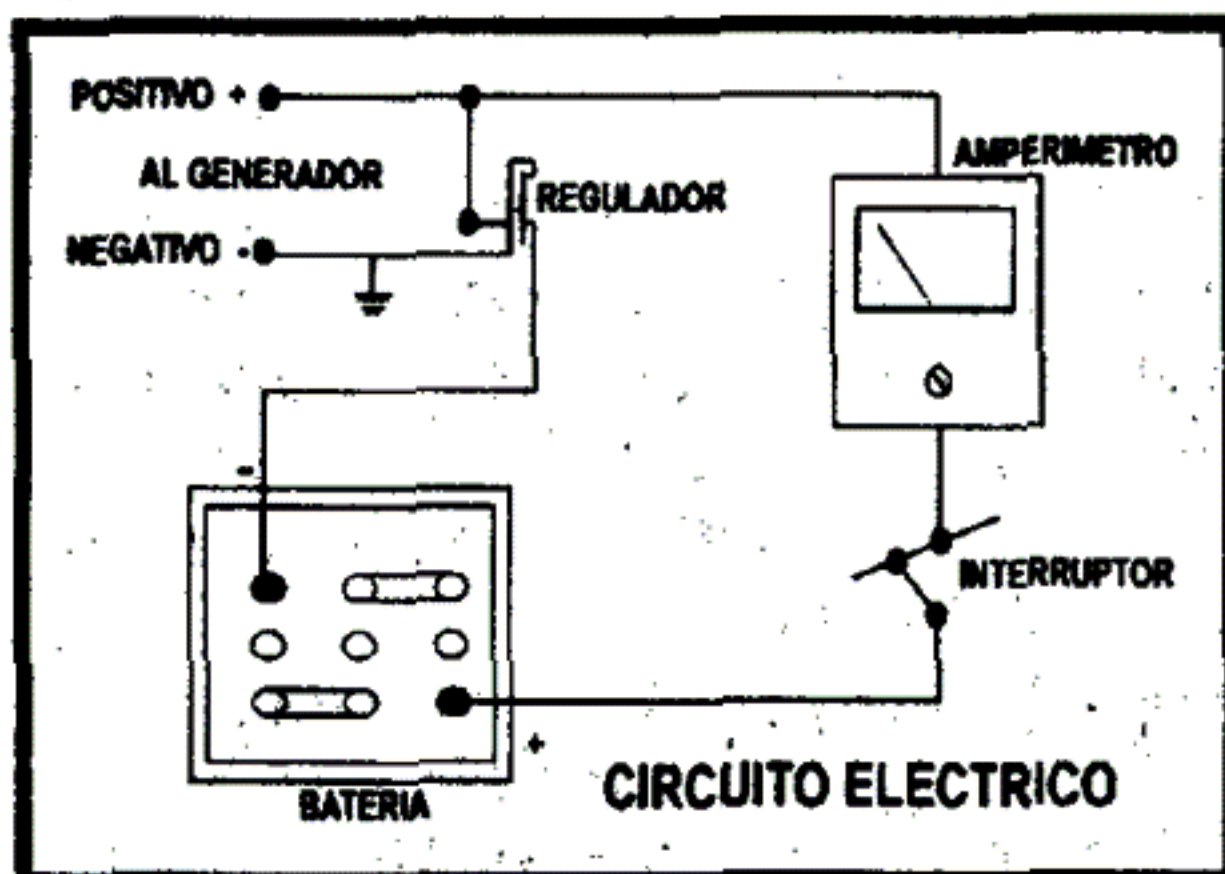 POSITIVO +
AMPERIMETRO
AL GENERADOR
REGULADOR
NEGATIVO -
-
INTERRUPTOR
+
CIRCUITO ELECTRICO
BATERIA